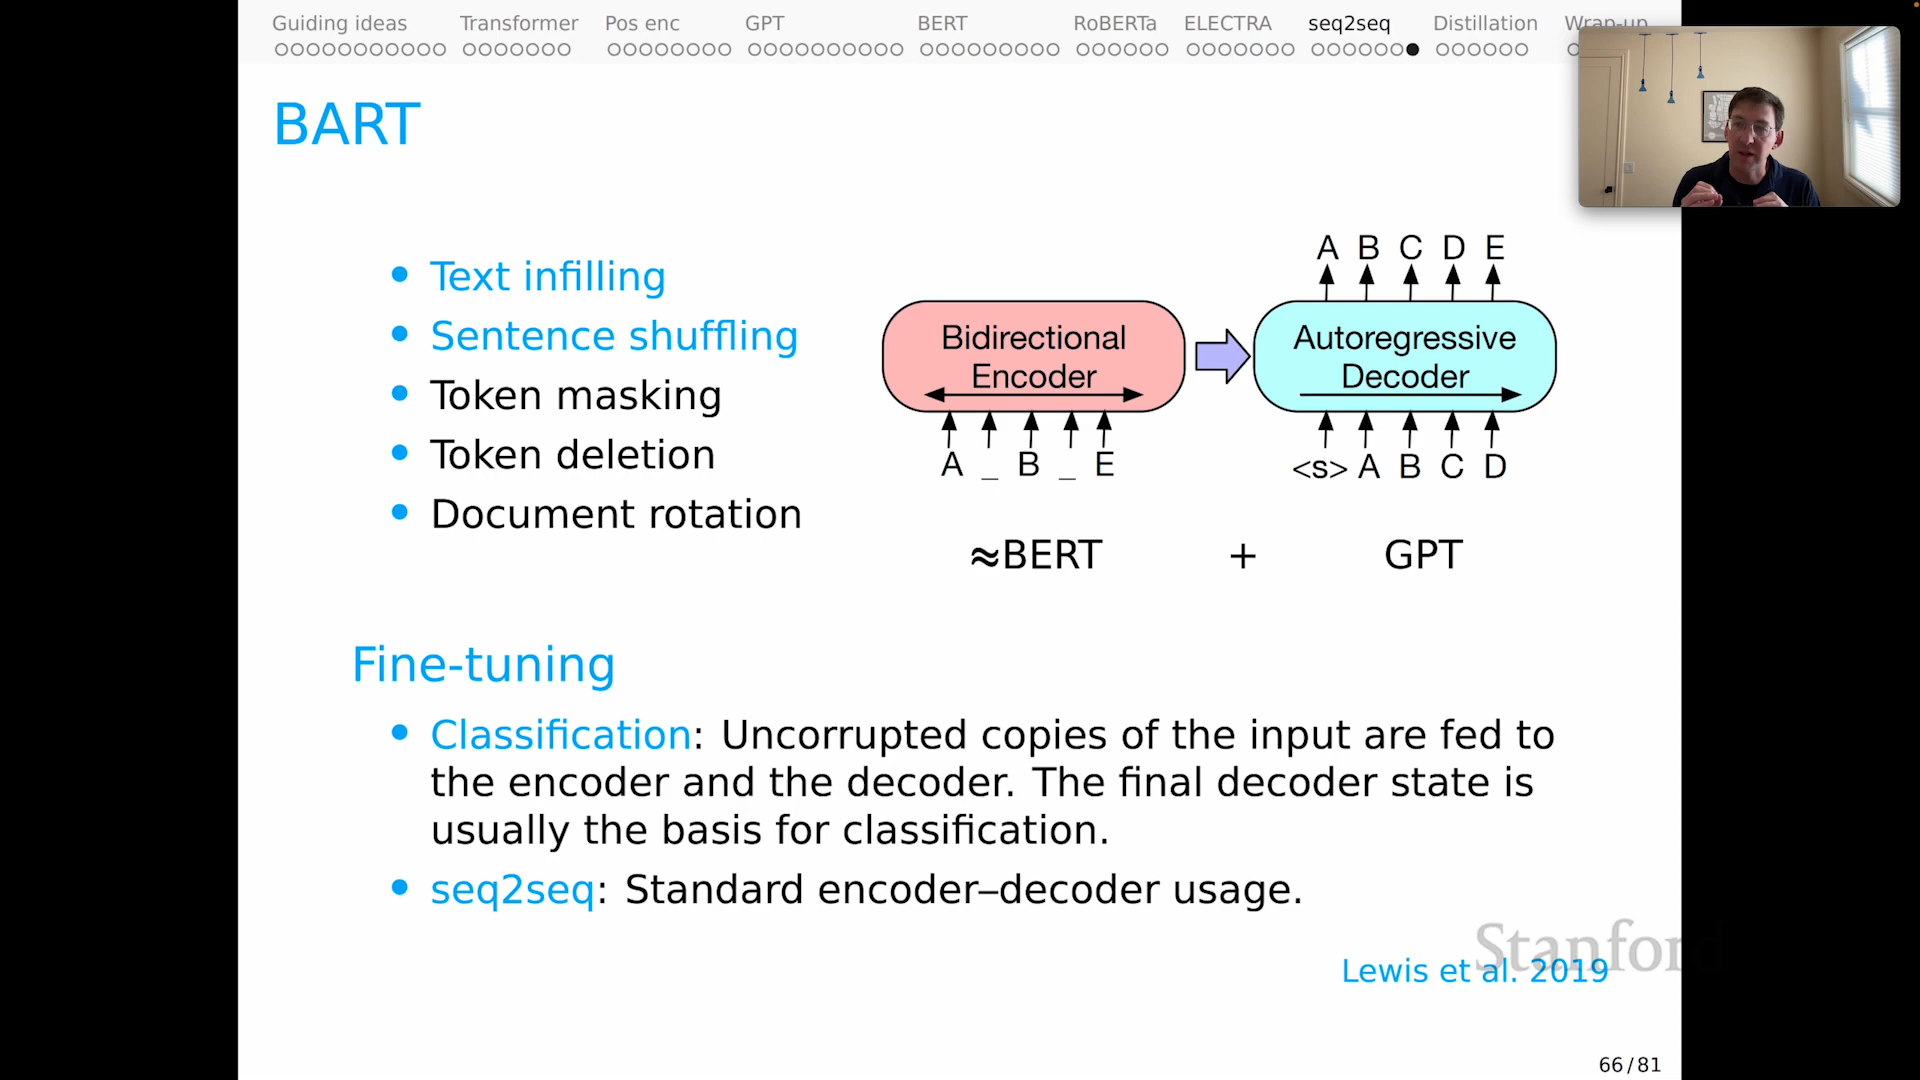 Guiding ideas Transformer Pos enc GPT BERT RoBERTa ELECTRA seq2seq Distillation Wrap-up
BART
• Text infilling
• Sentence shuffling
• Token masking
• Token deletion
• Document rotation
A B C D E
Bidirectional Encoder
Autoregressive Decoder
A _ B _ E
<s> A B C D
≈BERT + GPT
Fine-tuning
• Classification: Uncorrupted copies of the input are fed to
the encoder and the decoder. The final decoder state is
usually the basis for classification.
• seq2seq: Standard encoder–decoder usage.
Stanford
Lewis et al. 2019
66/81